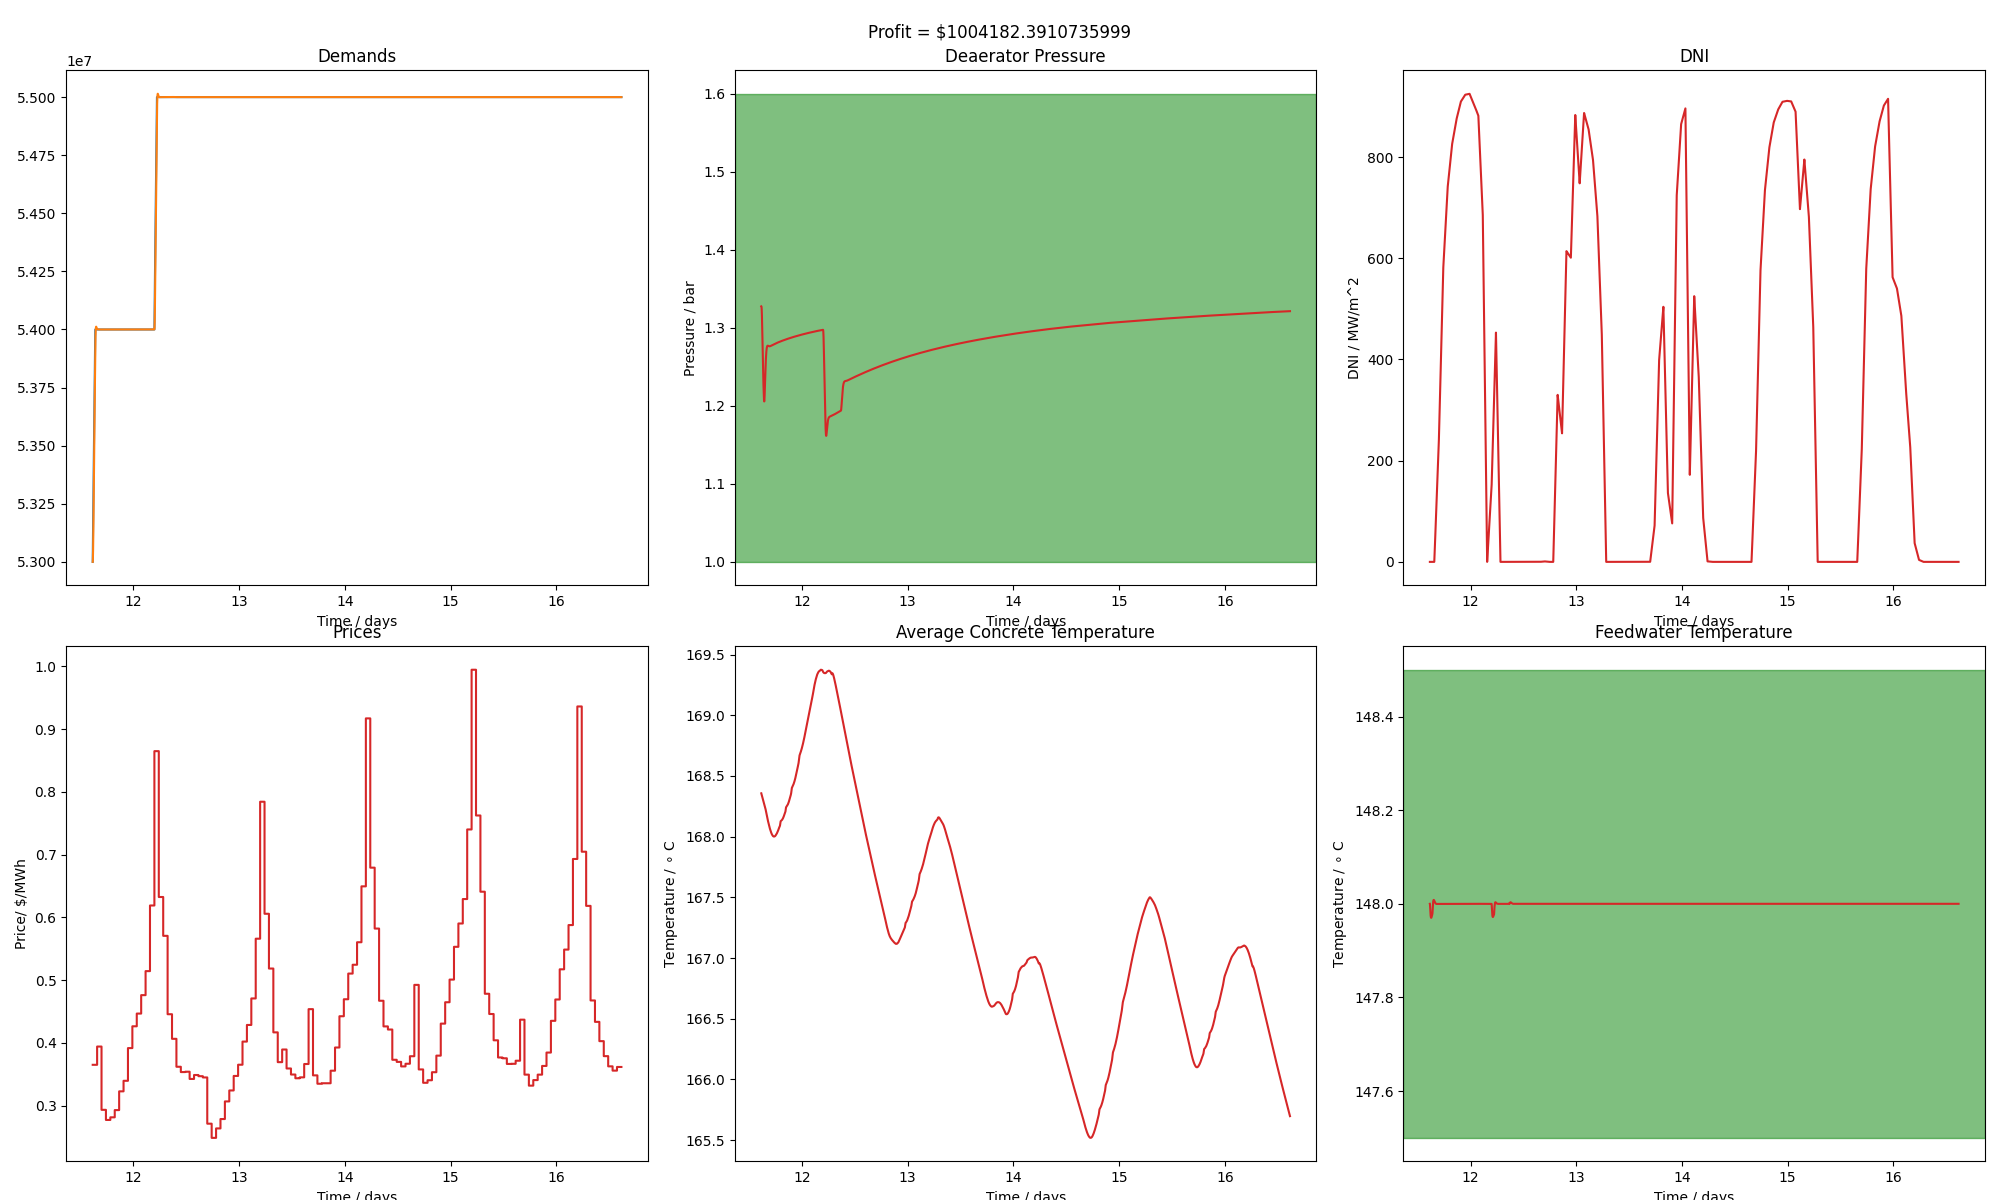 Profit = $1004182.3910735999
Demands
1e7
5.500
5.475
5.450
5.425
5.400
5.375
5.350
5.325
5.300
12 13 14 15 16
Time / days
Deaerator Pressure
Pressure / bar
1.6
1.5
1.4
1.3
1.2
1.1
1.0
12 13 14 15 16
Time / days
DNI
DNI / MW/m^2
800
600
400
200
0
12 13 14 15 16
Time / days
Prices
Price/ $/MWh
1.0
0.9
0.8
0.7
0.6
0.5
0.4
0.3
12 13 14 15 16
Time / days
Average Concrete Temperature
Temperature / ∘ C
169.5
169.0
168.5
168.0
167.5
167.0
166.5
166.0
165.5
12 13 14 15 16
Time / days
Feedwater Temperature
Temperature / ∘ C
148.4
148.2
148.0
147.8
147.6
12 13 14 15 16
Time / days